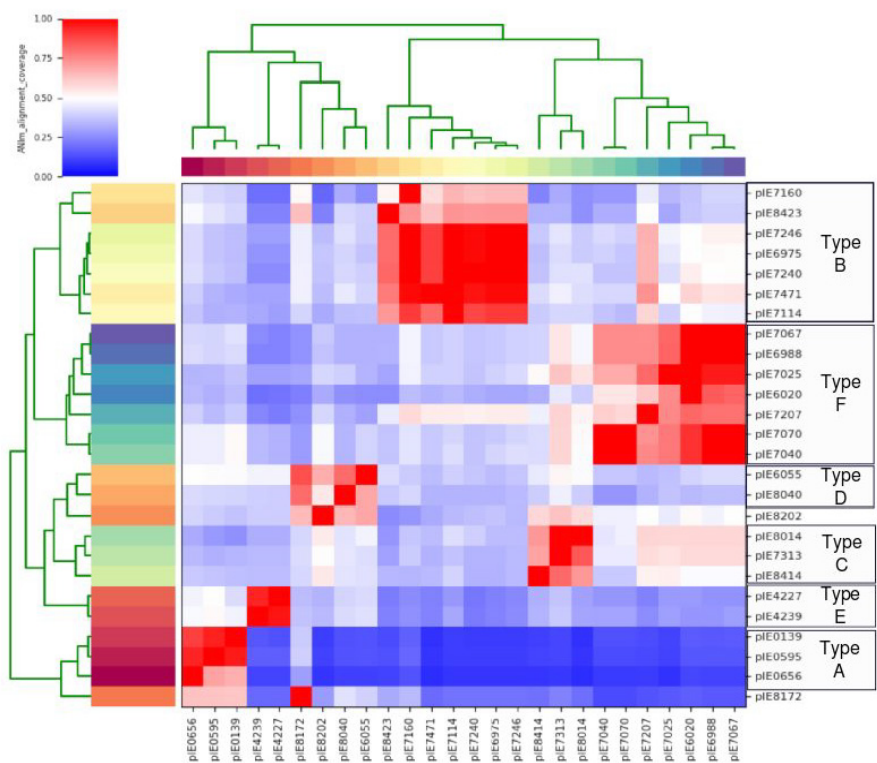 1.00
0.75
0.50
0.25
0.00
ANIm_alignment_coverage
pIE7160
pIE8423
pIE7246
pIE6975
pIE7240
pIE7471
pIE7114
Type
B
pIE7067
pIE6988
pIE7025
pIE6020
pIE7207
pIE7070
pIE7040
Type
F
pIE6055
pIE8040
Type
D
pIE8202
pIE8014
pIE7313
pIE8414
Type
C
pIE4227
pIE4239
Type
E
pIE0139
pIE0595
pIE0656
Type
A
pIE8172
pIE0656
pIE0595
pIE0139
pIE4239
pIE4227
pIE8172
pIE8202
pIE8040
pIE6055
pIE8423
pIE7160
pIE7471
pIE7114
pIE7240
pIE6975
pIE7246
pIE8414
pIE7313
pIE8014
pIE7040
pIE7070
pIE7207
pIE7025
pIE6020
pIE6988
pIE7067